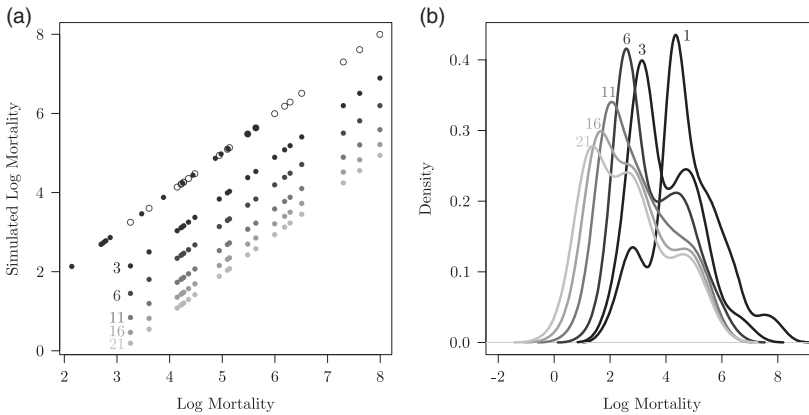 (a)
8
6
4
2
0
Simulated Log Mortality
3
6
11
16
21
2 3 4 5 6 7 8
Log Mortality
(b)
0.4
0.3
0.2
0.1
0.0
Density
1
6
3
11
16
21
-2 0 2 4 6 8
Log Mortality